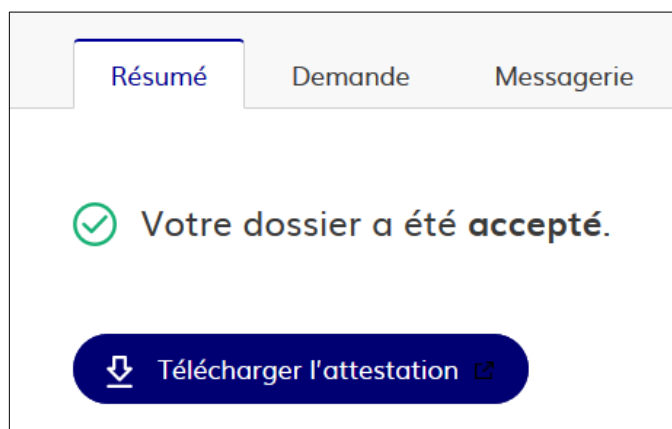 Résumé Demande Messagerie
Votre dossier a été accepté.
Télécharger l'attestation